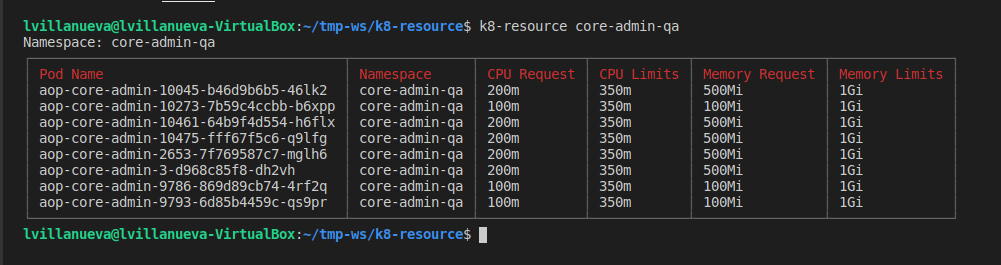 lvillanueva@lvillanueva-VirtualBox:~/tmp-ws/k8-resource$ k8-resource core-admin-qa
Namespace: core-admin-qa
Pod Name Namespace CPU Request CPU Limits Memory Request Memory Limits
aop-core-admin-10045-b46d9b6b5-46lk2 core-admin-qa 200m 350m 500Mi 1Gi
aop-core-admin-10273-7b59c4ccbb-b6xpp core-admin-qa 100m 350m 100Mi 1Gi
aop-core-admin-10461-64b9f4d554-h6flx core-admin-qa 200m 350m 500Mi 1Gi
aop-core-admin-10475-fff67f5c6-q9lfg core-admin-qa 200m 350m 500Mi 1Gi
aop-core-admin-2653-7f769587c7-mglh6 core-admin-qa 200m 350m 500Mi 1Gi
aop-core-admin-3-d968c85f8-dh2vh core-admin-qa 200m 350m 500Mi 1Gi
aop-core-admin-9786-869d89cb74-4rf2q core-admin-qa 100m 350m 100Mi 1Gi
aop-core-admin-9793-6d85b4459c-qs9pr core-admin-qa 100m 350m 100Mi 1Gi
lvillanueva@lvillanueva-VirtualBox:~/tmp-ws/k8-resource$